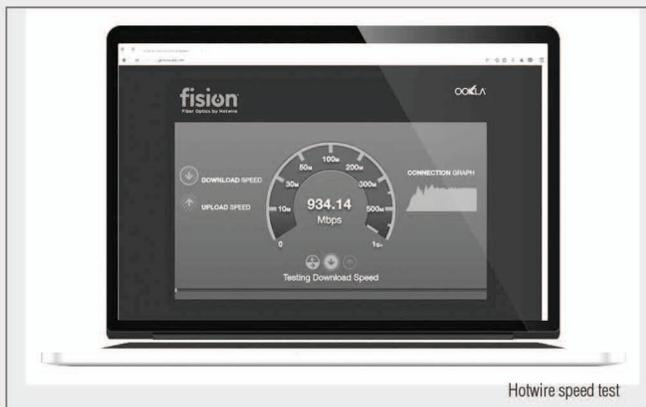 fision
Fiber Optics by Hotwire
OOKLA
DOWNLOAD SPEED
UPLOAD SPEED
0
10M
30M
50M
100M
200M
300M
500M
934.14
Mbps
CONNECTION GRAPH
Testing Download Speed
Hotwire speed test